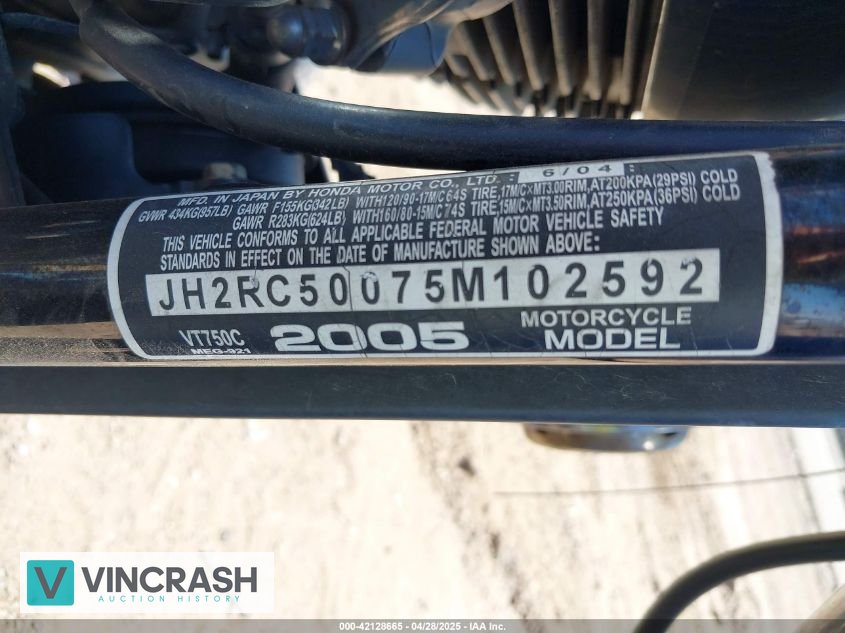 MFD. IN JAPAN BY HONDA MOTOR CO., LTD.: 6/04 :
GVWR 434KG(957LB) GAWR F155KG(342LB) WITH120/90-17M/C 64S TIRE,17M/C×MT3.00RIM,AT200KPA(29PSI) COLD
GAWR R283KG(624LB) WITH160/80-15M/C 74S TIRE,15M/C×MT3.50RIM,AT250KPA(36PSI) COLD
THIS VEHICLE CONFORMS TO ALL APPLICABLE FEDERAL MOTOR VEHICLE SAFETY
STANDARDS IN EFFECT ON THE DATE OF MANUFACTURE SHOWN ABOVE:
JH2RC50075M102592
VT750C 2005 MOTORCYCLE
MEG-921 MODEL
VINCRASH
AUCTION HISTORY
000-42128665 - 04/28/2025 - IAA Inc.